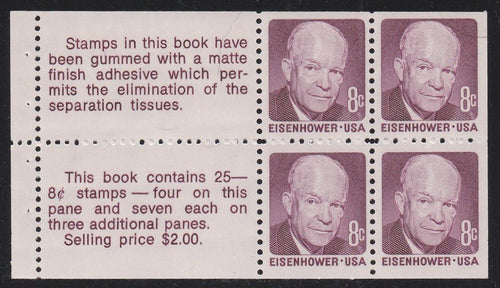 Stamps in this book have
been gummed with a matte
finish adhesive which per-
mits the elimination of the
separation tissues.
8c
8c
EISENHOWER·USA
EISENHOWER·USA
This book contains 25—
8¢ stamps — four on this
pane and seven each on
three additional panes.
Selling price $2.00.
8c
8c
EISENHOWER·USA
EISENHOWER·USA